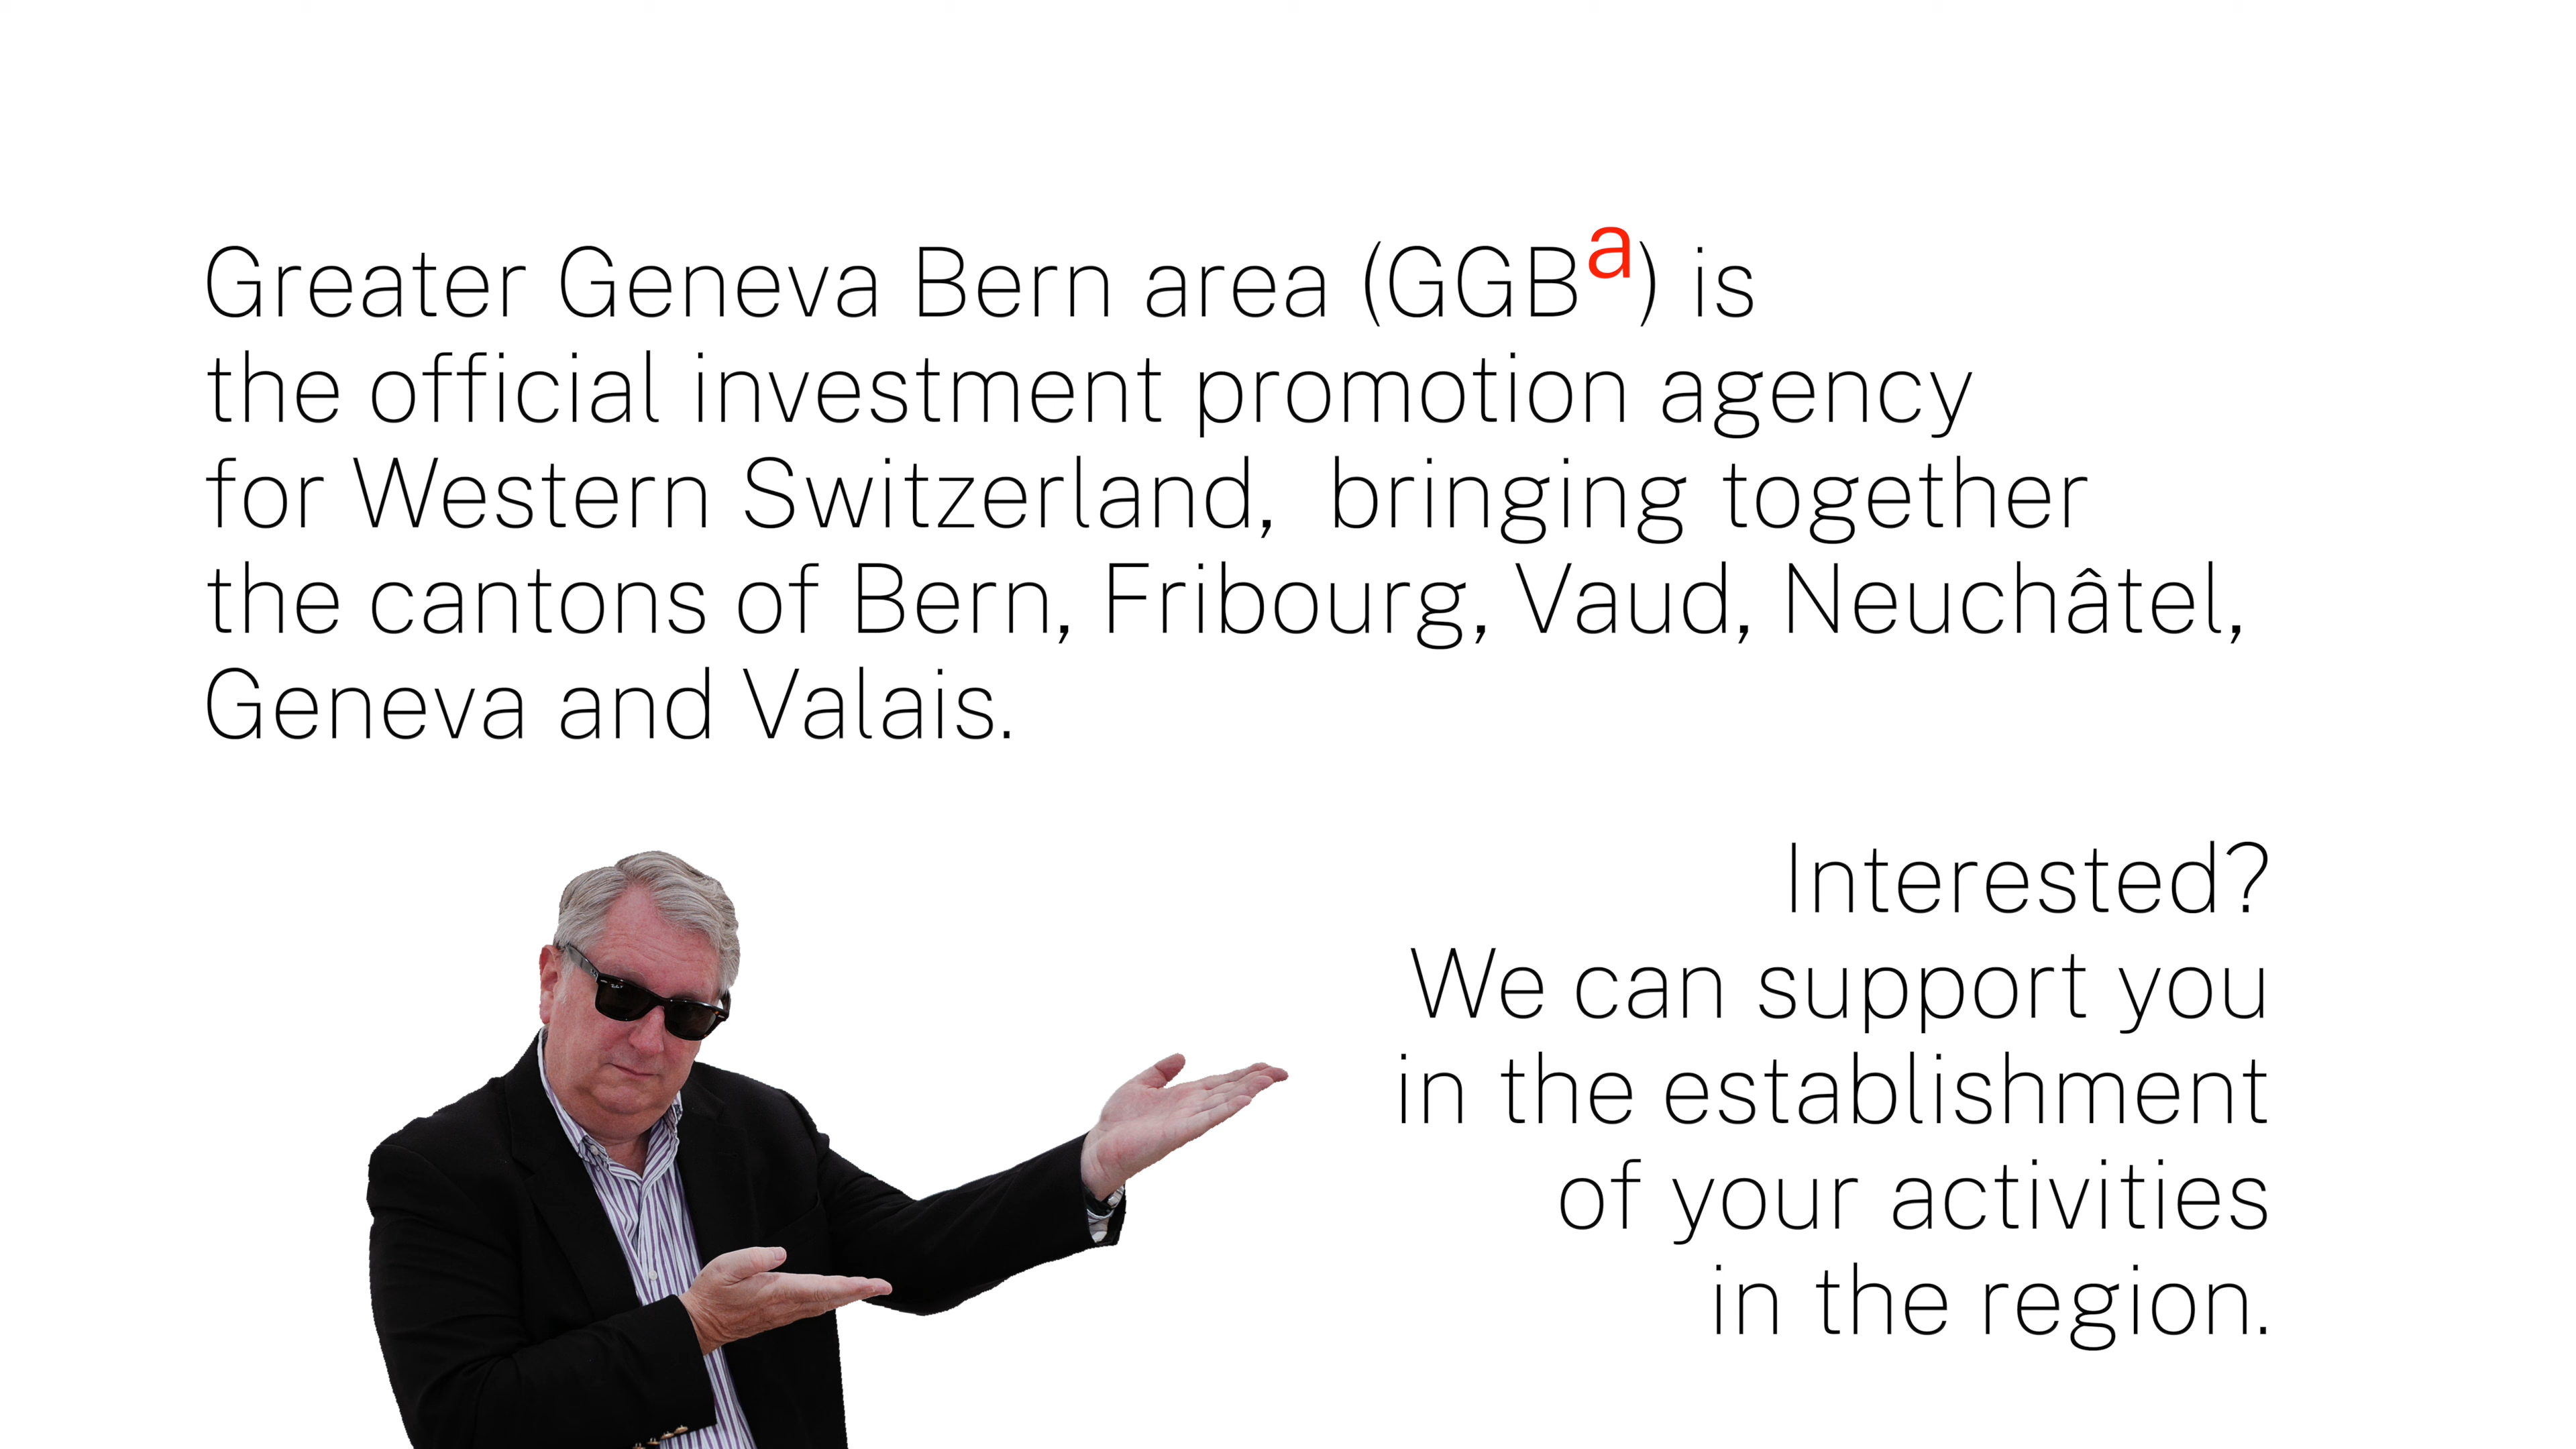 Greater Geneva Bern area (GGBa) is
the official investment promotion agency
for Western Switzerland,  bringing together
the cantons of Bern, Fribourg, Vaud, Neuchâtel,
Geneva and Valais.
Interested?
We can support you
in the establishment
of your activities
in the region.